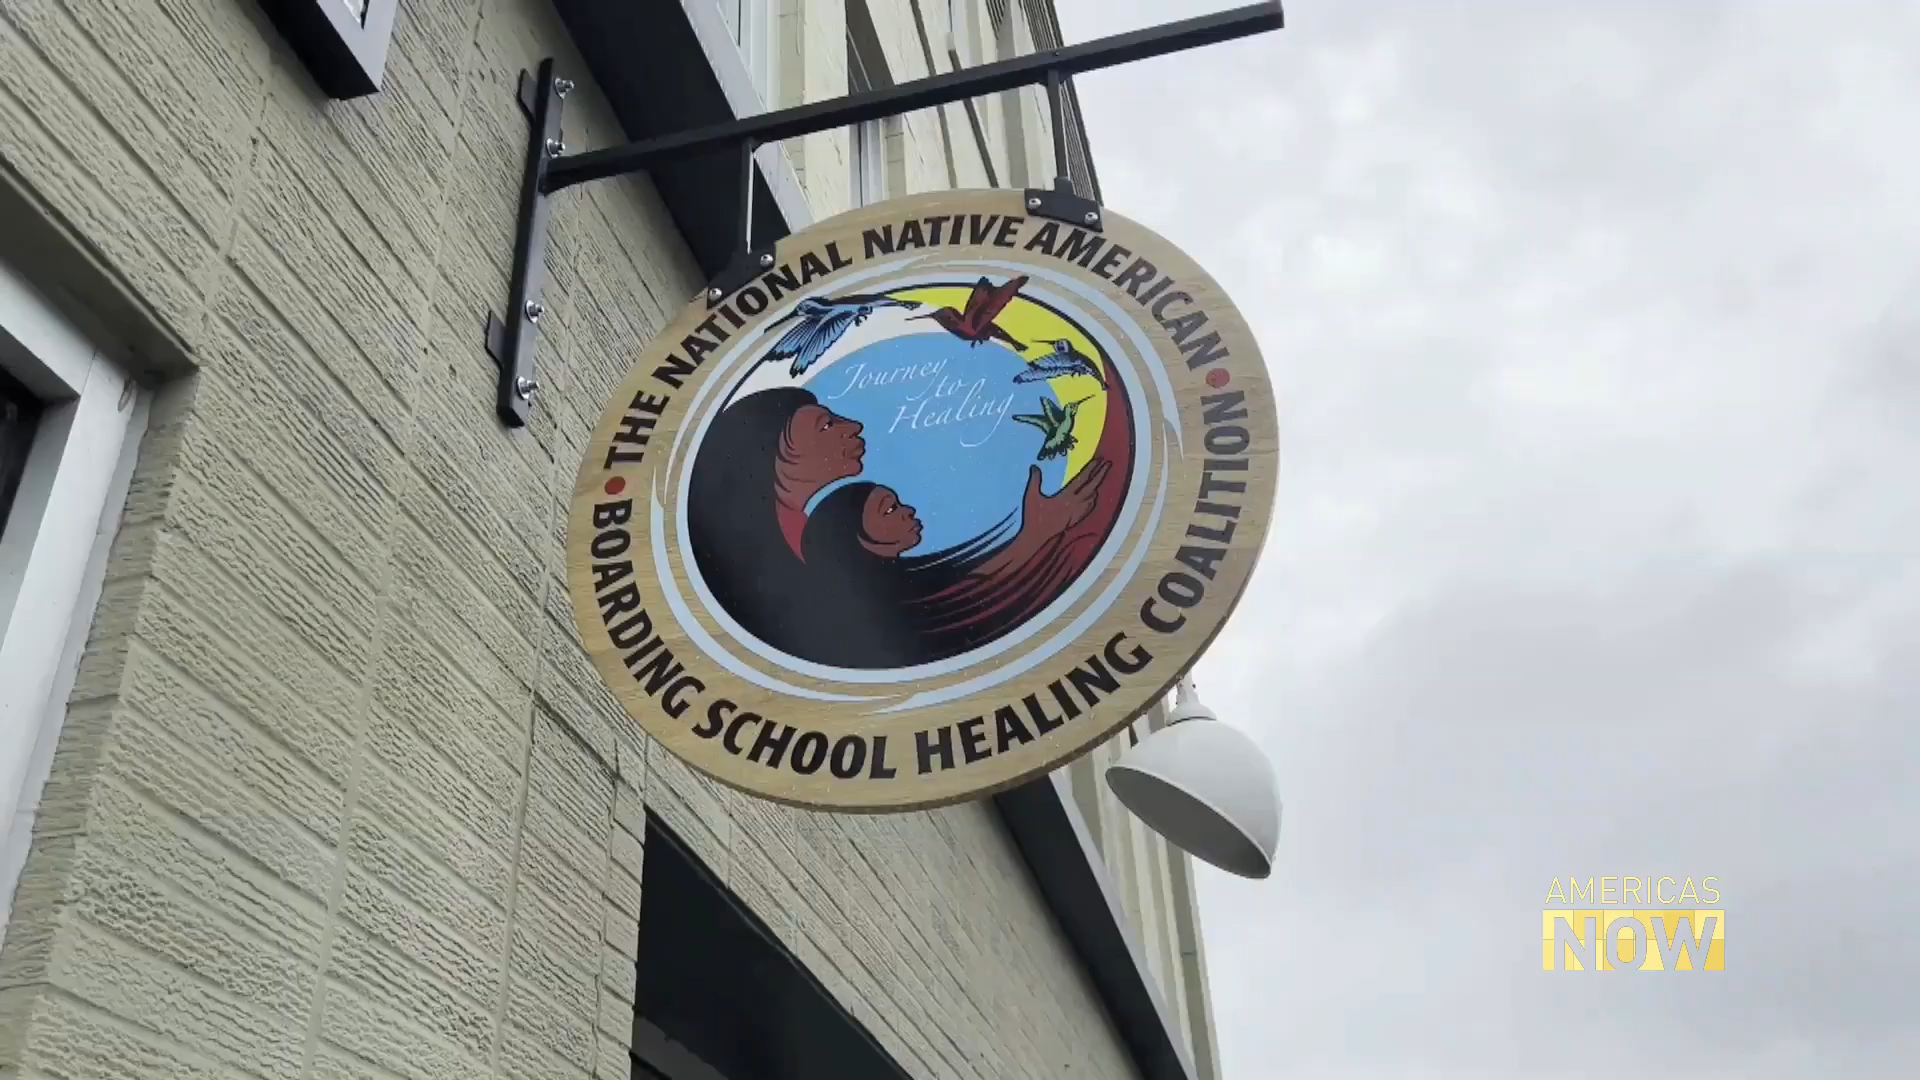 THE NATIONAL NATIVE AMERICAN
BOARDING SCHOOL HEALING COALITION
Journey
to
Healing
AMERICAS
NOW